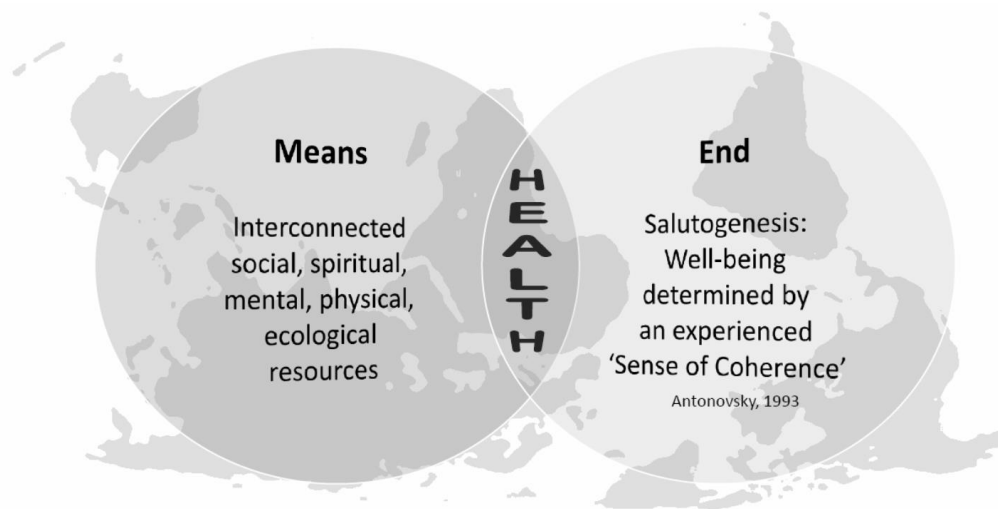 Means
Interconnected
social, spiritual,
mental, physical,
ecological
resources
HEALTH
End
Salutogenesis:
Well-being
determined by
an experienced
‘Sense of Coherence’
Antonovsky, 1993